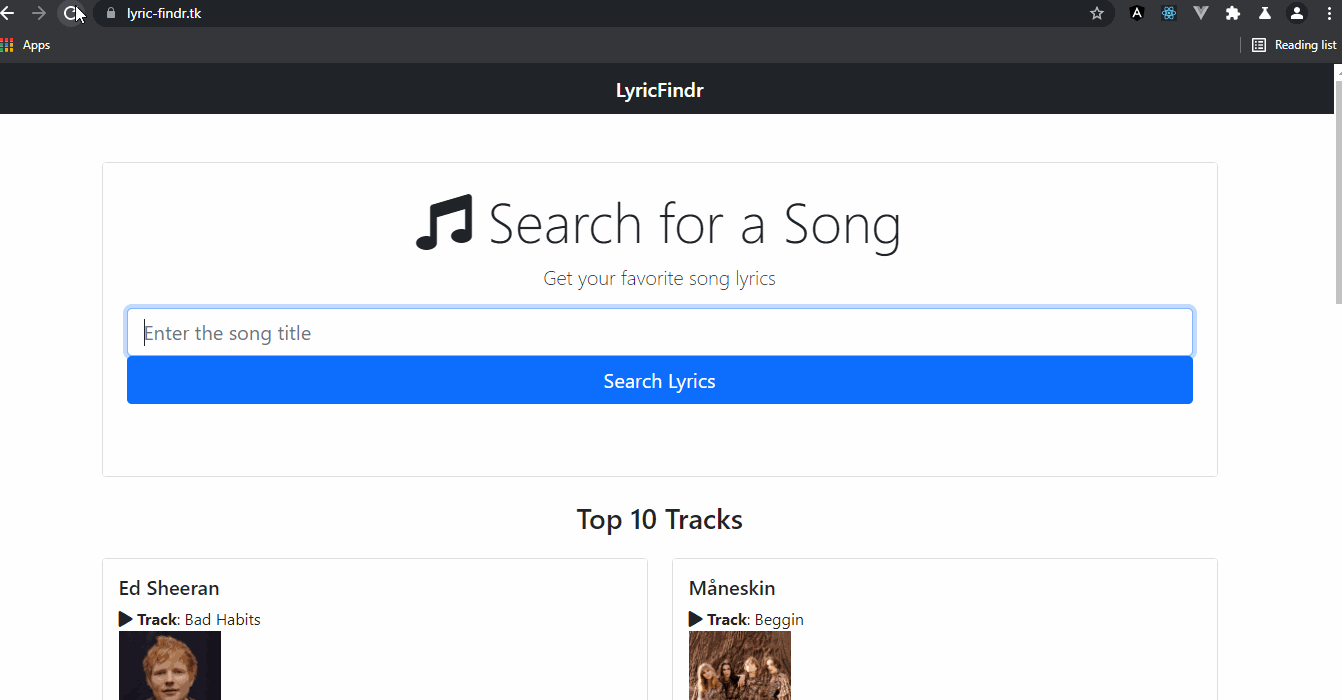 lyric-findr.tk
Apps
Reading list
LyricFindr
Search for a Song
Get your favorite song lyrics
Enter the song title
Search Lyrics
Top 10 Tracks
Ed Sheeran
Track: Bad Habits
Måneskin
Track: Beggin